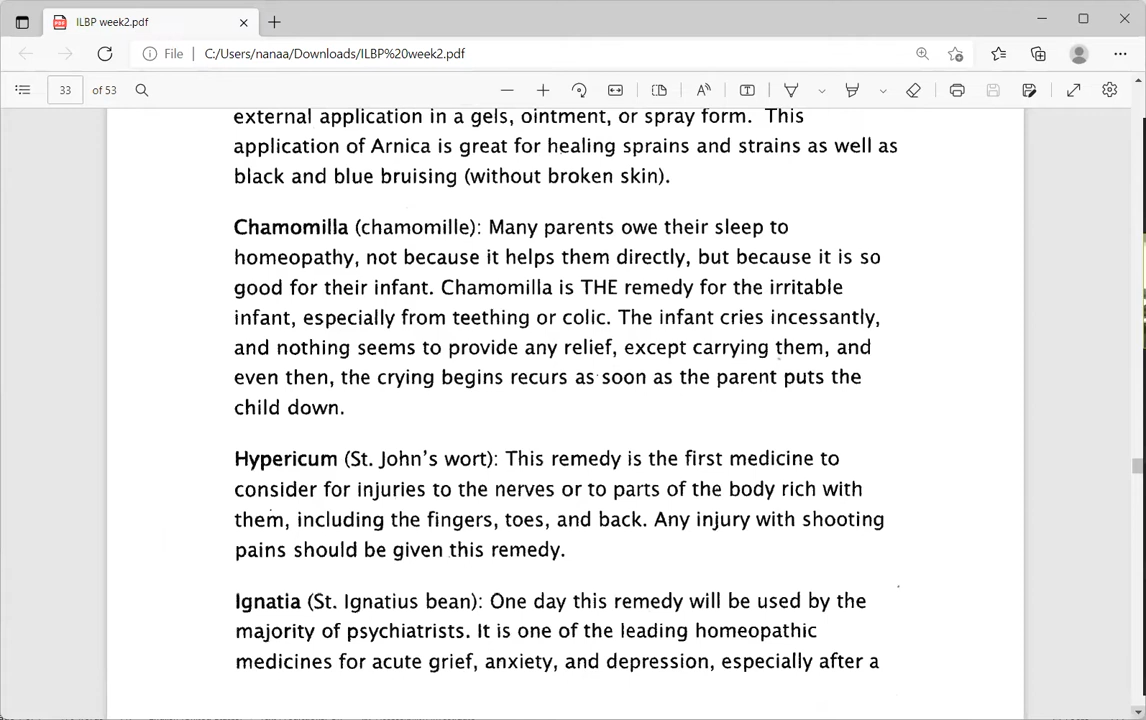 ILBP week2.pdf
File | C:/Users/nanaa/Downloads/ILBP%20week2.pdf
33 of 53
external application in a gels, ointment, or spray form. This
application of Arnica is great for healing sprains and strains as well as
black and blue bruising (without broken skin).
Chamomilla (chamomille): Many parents owe their sleep to
homeopathy, not because it helps them directly, but because it is so
good for their infant. Chamomilla is THE remedy for the irritable
infant, especially from teething or colic. The infant cries incessantly,
and nothing seems to provide any relief, except carrying them, and
even then, the crying begins recurs as soon as the parent puts the
child down.
Hypericum (St. John's wort): This remedy is the first medicine to
consider for injuries to the nerves or to parts of the body rich with
them, including the fingers, toes, and back. Any injury with shooting
pains should be given this remedy.
Ignatia (St. Ignatius bean): One day this remedy will be used by the
majority of psychiatrists. It is one of the leading homeopathic
medicines for acute grief, anxiety, and depression, especially after a